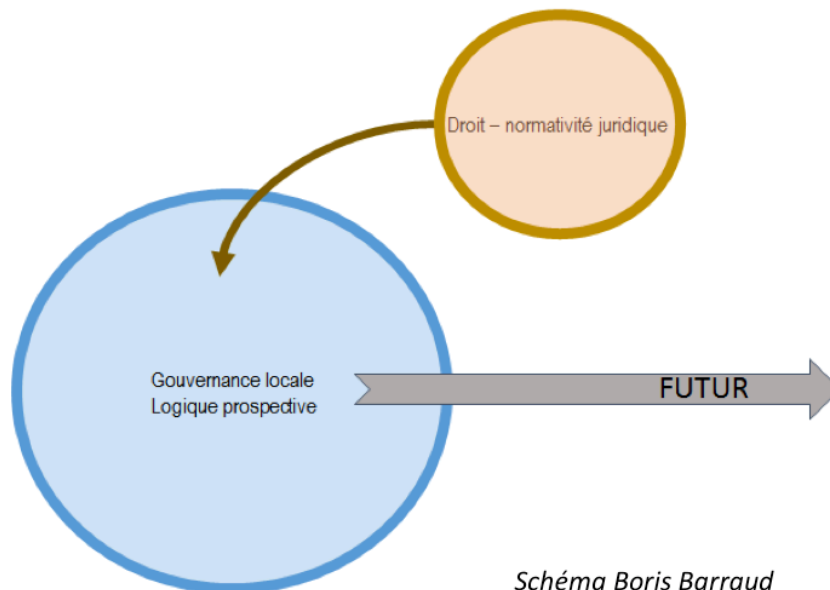 Droit – normativité juridique
Gouvernance locale
Logique prospective
FUTUR
Schéma Boris Barraud